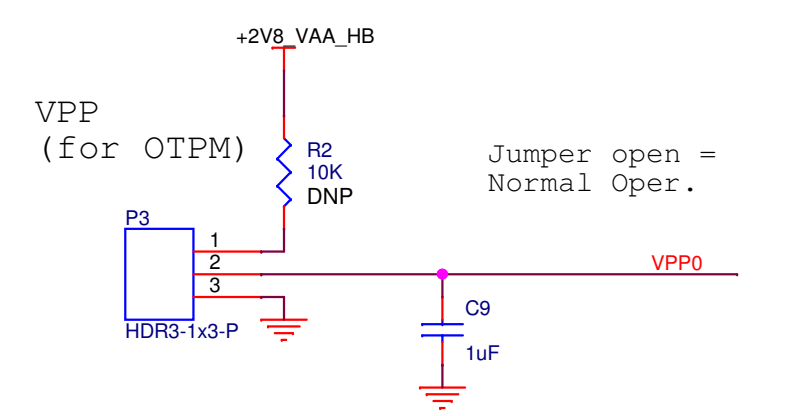 +2V8_VAA_HB
VPP
(for OTPM)
R2
10K
DNP
Jumper open =
Normal Oper.
P3
1
2
3
VPP0
HDR3-1x3-P
C9
1uF